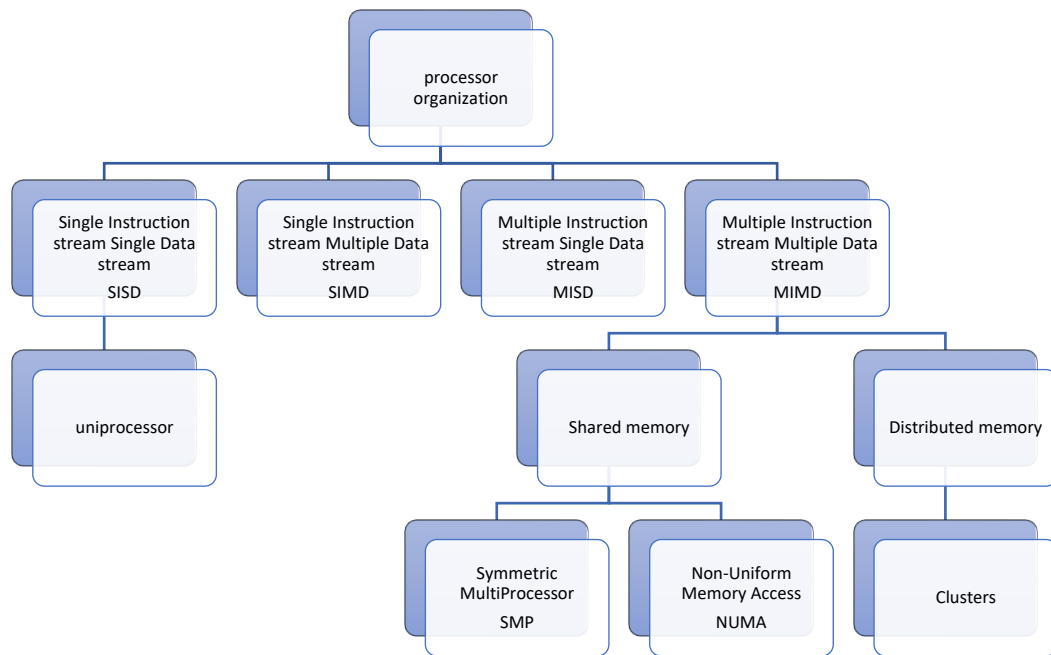 processor
organization
Single Instruction
stream Single Data
stream
SISD
Single Instruction
stream Multiple Data
stream
SIMD
Multiple Instruction
stream Single Data
stream
MISD
Multiple Instruction
stream Multiple Data
stream
MIMD
uniprocessor
Shared memory
Distributed memory
Symmetric
MultiProcessor
SMP
Non-Uniform
Memory Access
NUMA
Clusters